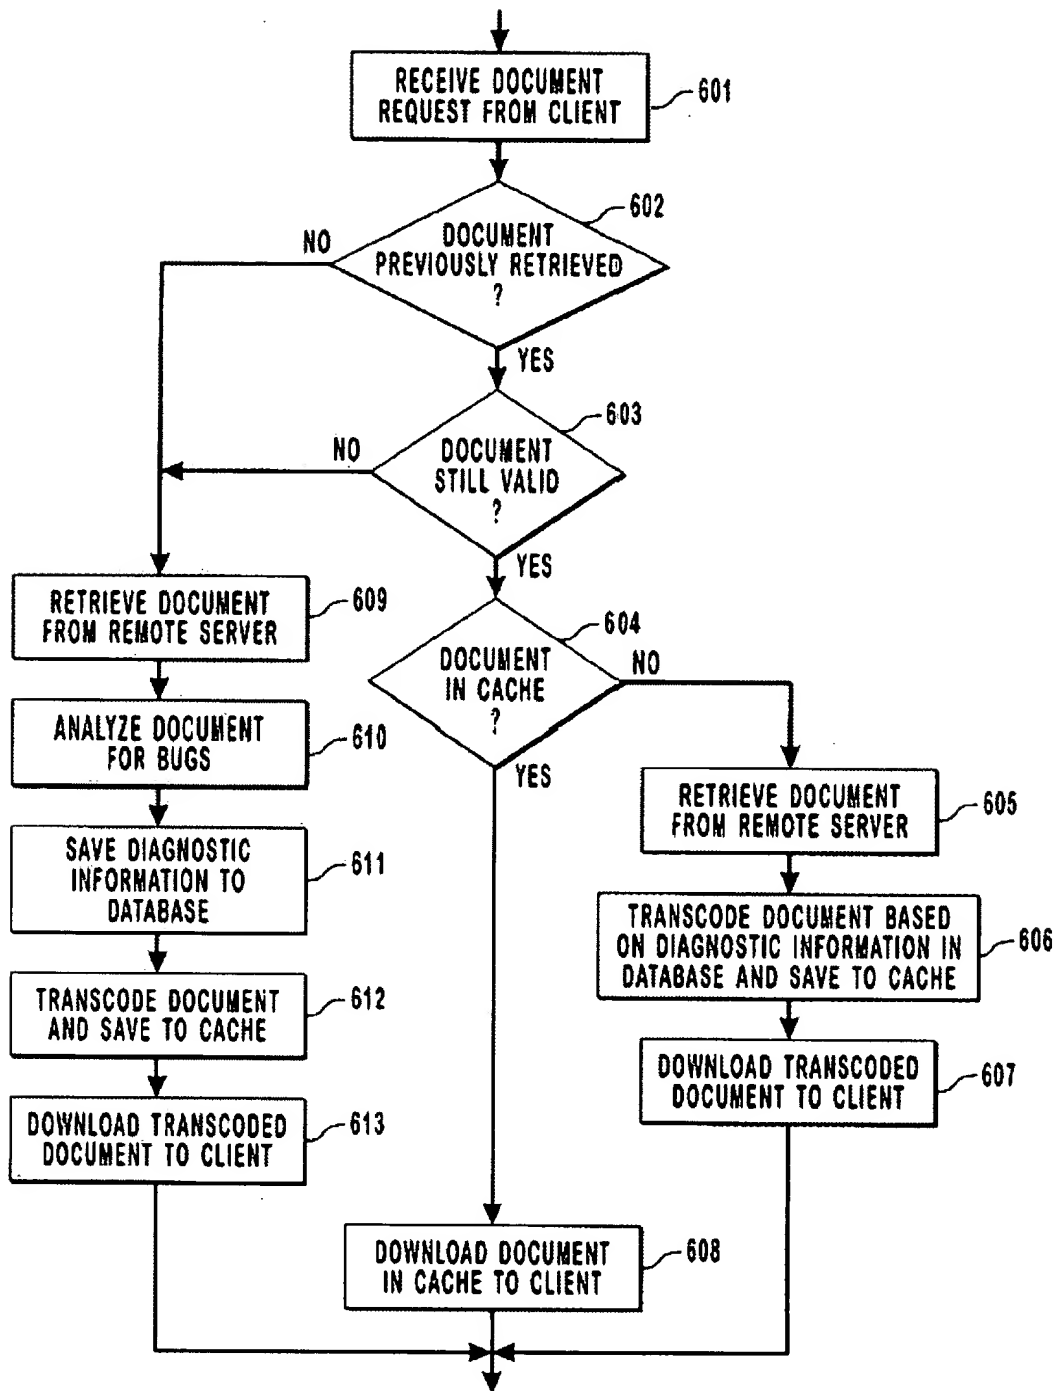 RECEIVE DOCUMENT
REQUEST FROM CLIENT
601
602
NO
DOCUMENT
PREVIOUSLY RETRIEVED
?
YES
603
NO
DOCUMENT
STILL VALID
?
YES
604
DOCUMENT
IN CACHE
?
NO
YES
RETRIEVE DOCUMENT
FROM REMOTE SERVER
609
ANALYZE DOCUMENT
FOR BUGS
610
SAVE DIAGNOSTIC
INFORMATION TO
DATABASE
611
TRANSCODE DOCUMENT
AND SAVE TO CACHE
612
DOWNLOAD TRANSCODED
DOCUMENT TO CLIENT
613
RETRIEVE DOCUMENT
FROM REMOTE SERVER
605
TRANSCODE DOCUMENT BASED
ON DIAGNOSTIC INFORMATION IN
DATABASE AND SAVE TO CACHE
606
DOWNLOAD TRANSCODED
DOCUMENT TO CLIENT
607
DOWNLOAD DOCUMENT
IN CACHE TO CLIENT
608